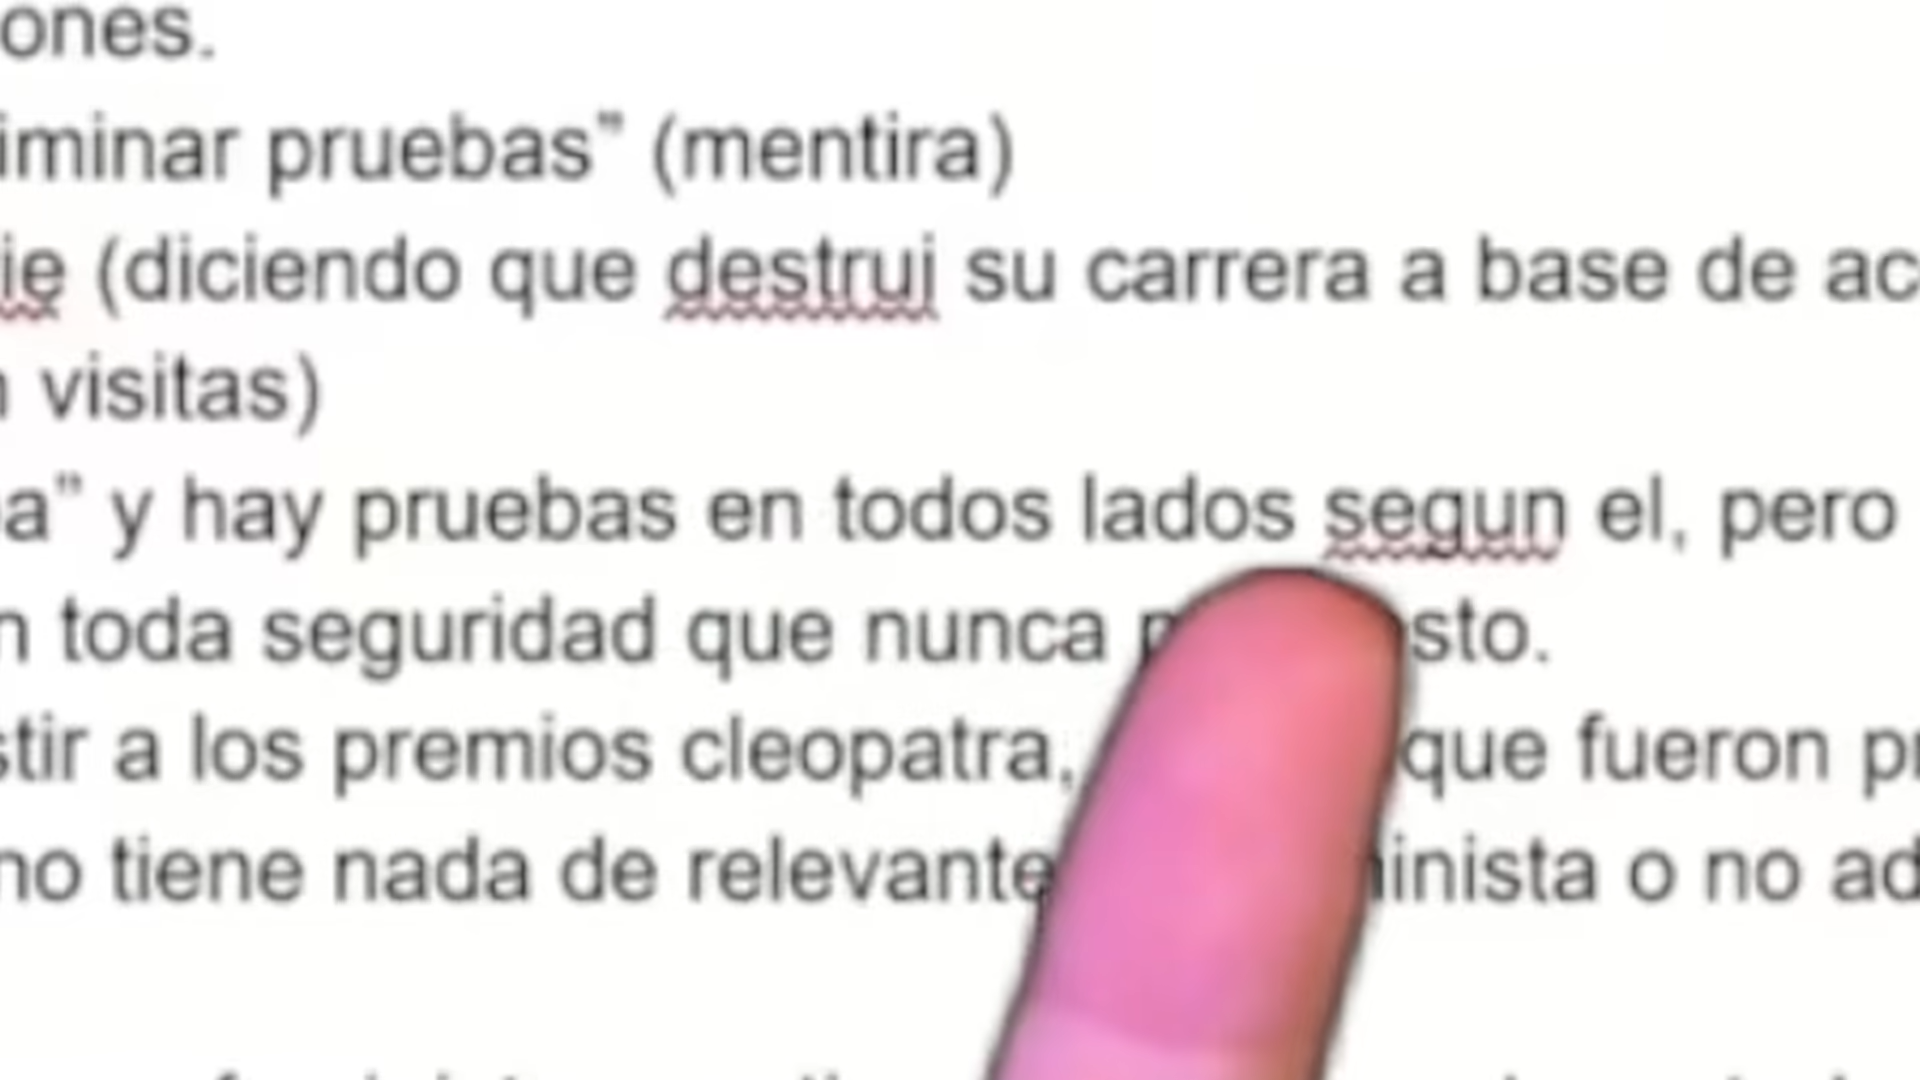 ones.
iminar pruebas” (mentira)
ie (diciendo que destrui su carrera a base de ac
visitas)
a” y hay pruebas en todos lados segun el, pero
n toda seguridad que nunca sto.
stir a los premios cleopatra, que fueron pr
no tiene nada de relevante inista o no ad